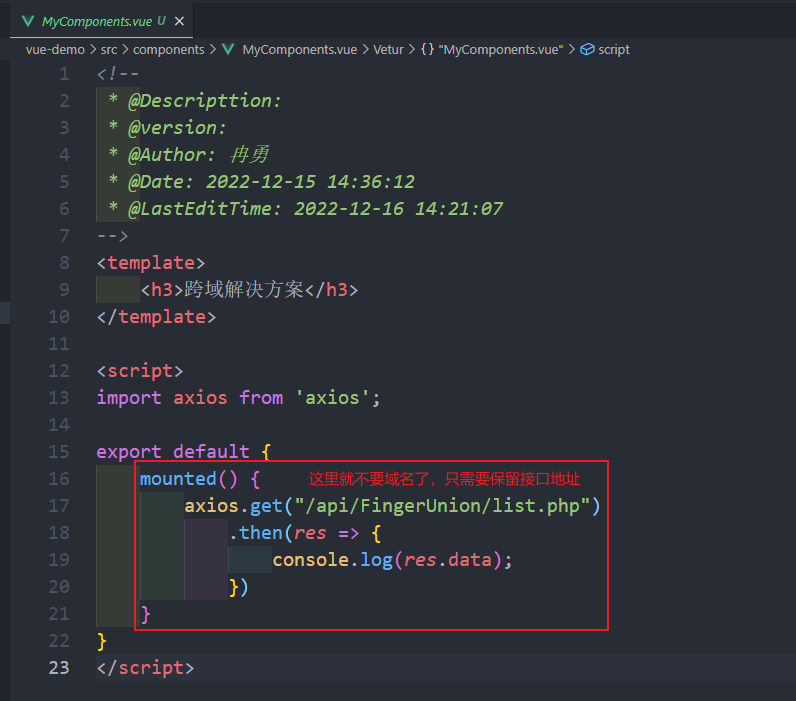 MyComponents.vue U ×
vue-demo > src > components > MyComponents.vue > Vetur > {} "MyComponents.vue" > script
1 <!--
2 * @Descripttion:
3 * @version:
4 * @Author: 冉勇
5 * @Date: 2022-12-15 14:36:12
6 * @LastEditTime: 2022-12-16 14:21:07
7 -->
8 <template>
9 <h3>跨域解决方案</h3>
10 </template>
11
12 <script>
13 import axios from 'axios';
14
15 export default {
16 mounted() { 这里就不要域名了，只需要保留接口地址
17 axios.get("/api/FingerUnion/list.php")
18 .then(res => {
19 console.log(res.data);
20 })
21 }
22 }
23 </script>